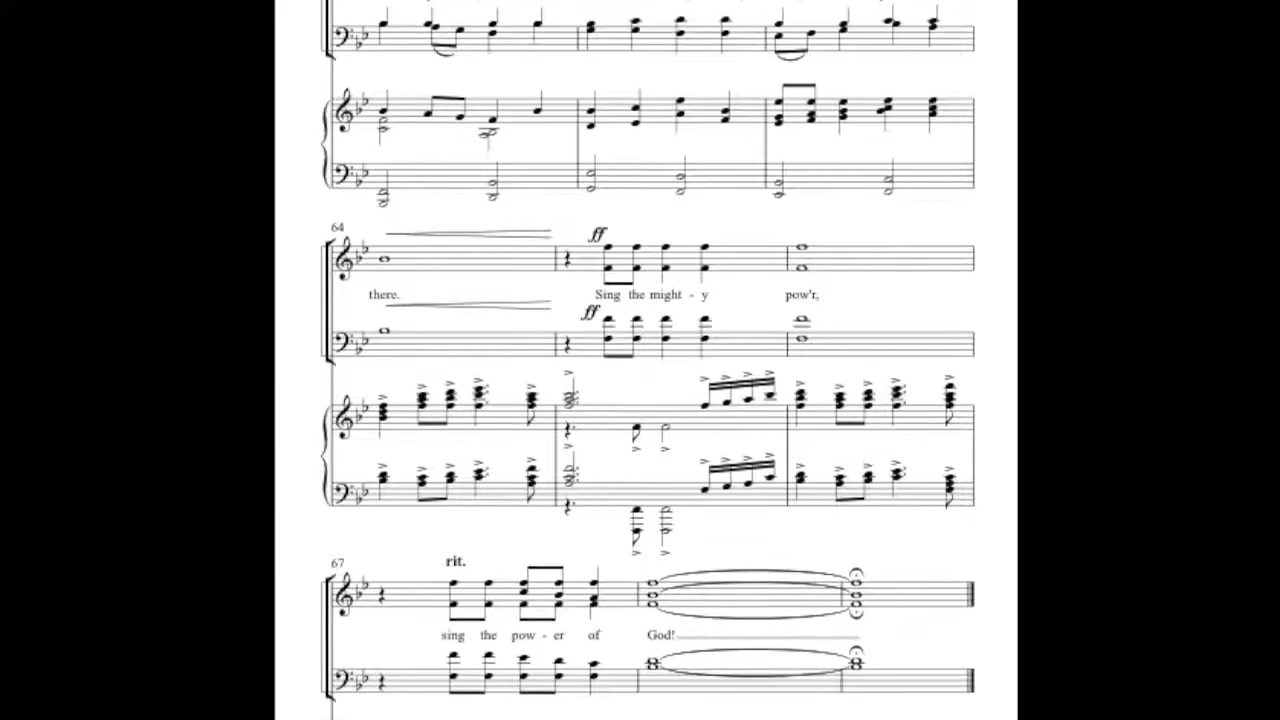 64
ff
there. Sing the might - y pow'r,
ff
67
rit.
sing the pow - er of God!